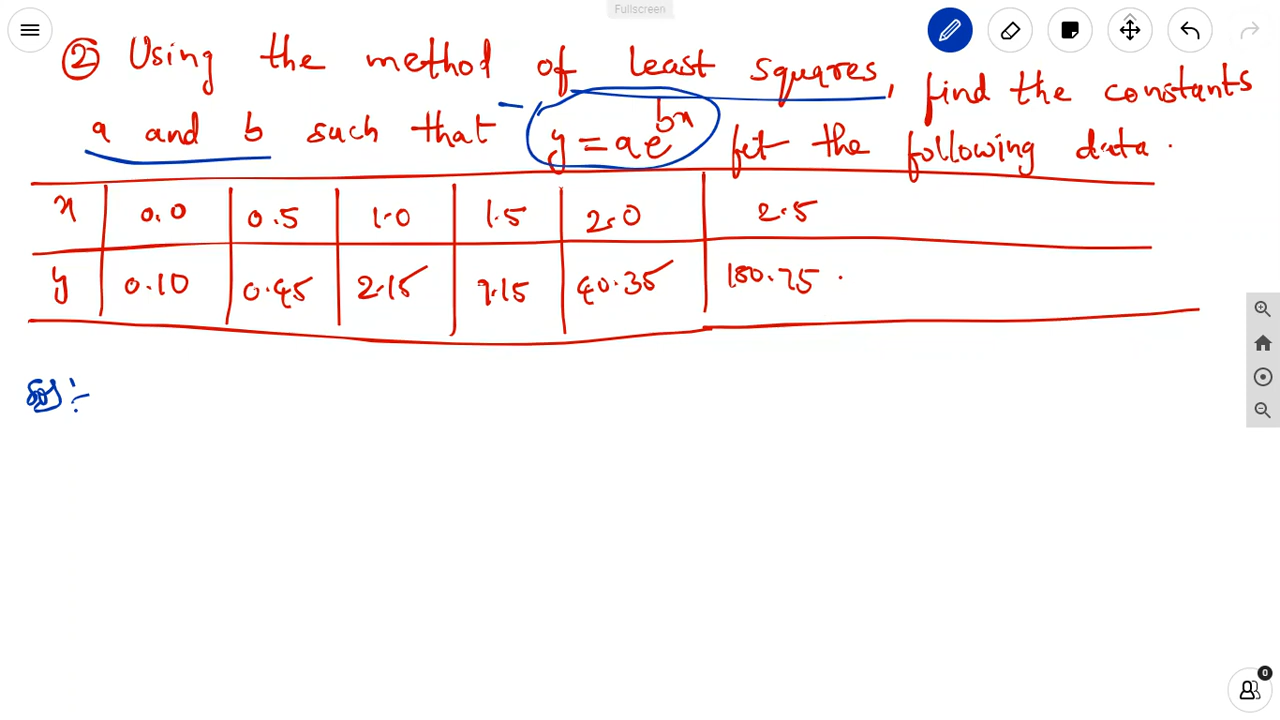 Fullscreen
② Using the method of least squares, find the constants
a and b such that y = ae^{bx} fit the following data.
x 0.0 0.5 1.0 1.5 2.0 2.5
y 0.10 0.45 2.15 9.15 40.35 180.75
Sol :-
0